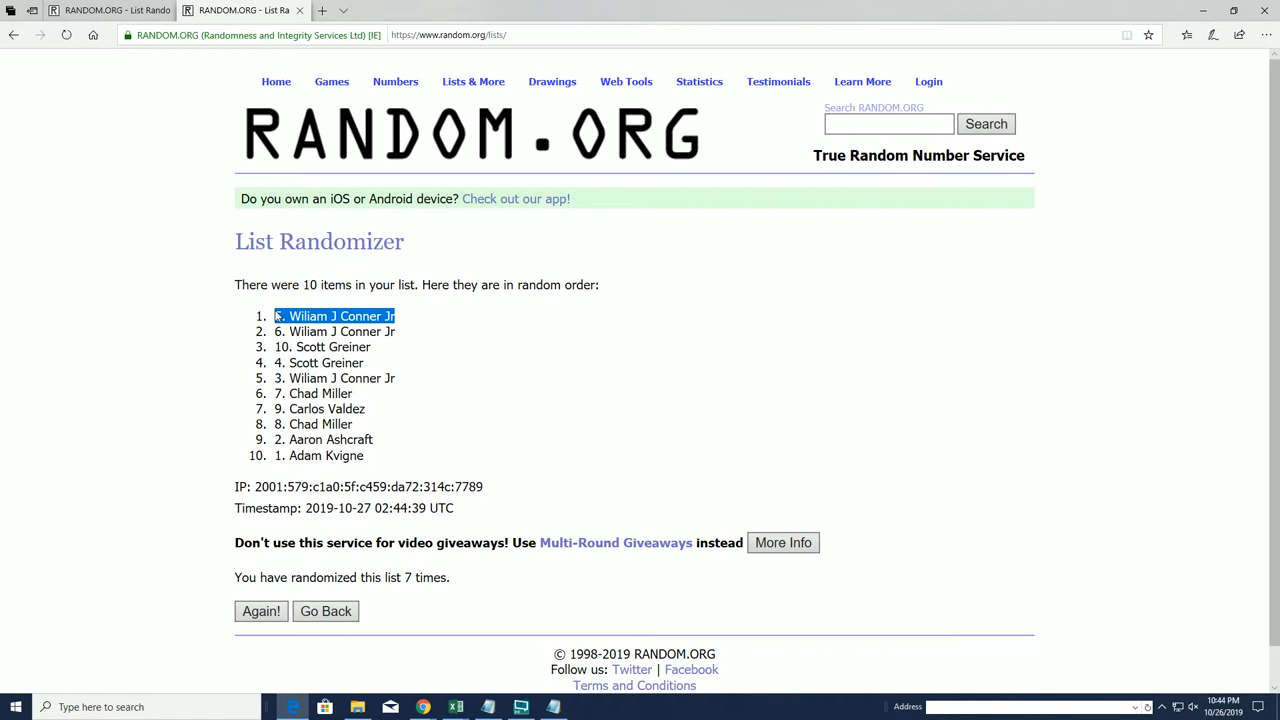 RANDOM.ORG - List Rando
RANDOM.ORG - List Ra
RANDOM.ORG (Randomness and Integrity Services Ltd) [IE]
https://www.random.org/lists/
Home Games Numbers Lists & More Drawings Web Tools Statistics Testimonials Learn More Login
RANDOM.ORG
Search RANDOM.ORG
Search
True Random Number Service
Do you own an iOS or Android device? Check out our app!
List Randomizer
There were 10 items in your list. Here they are in random order:
1. . Wiliam J Conner Jr
2. 6. Wiliam J Conner Jr
3. 10. Scott Greiner
4. 4. Scott Greiner
5. 3. Wiliam J Conner Jr
6. 7. Chad Miller
7. 9. Carlos Valdez
8. 8. Chad Miller
9. 2. Aaron Ashcraft
10. 1. Adam Kvigne
IP: 2001:579:c1a0:5f:c459:da72:314c:7789
Timestamp: 2019-10-27 02:44:39 UTC
Don't use this service for video giveaways! Use Multi-Round Giveaways instead More Info
You have randomized this list 7 times.
Again! Go Back
© 1998-2019 RANDOM.ORG
Follow us: Twitter | Facebook
Terms and Conditions
Type here to search
Address
10:44 PM
10/26/2019